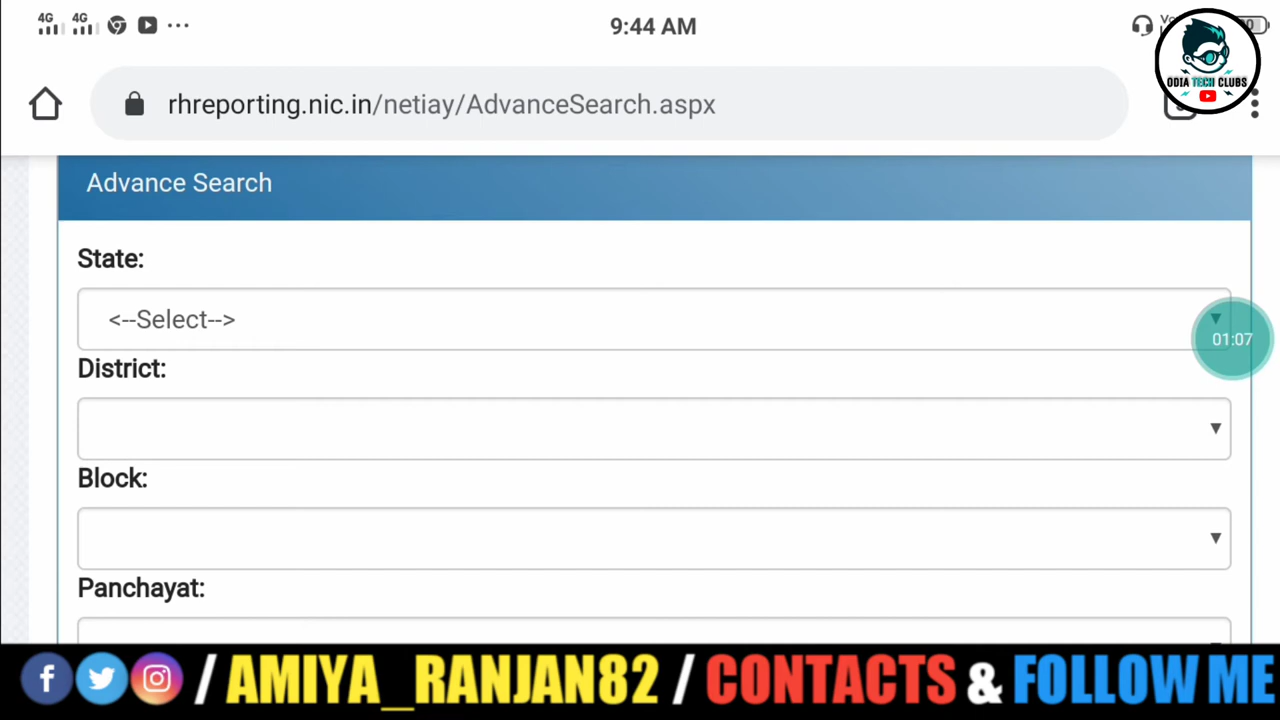 4G 4G 9:44 AM
ODIA TECH CLUBS
rhreporting.nic.in/netiay/AdvanceSearch.aspx
Advance Search
State:
<--Select-->
01:07
District:
Block:
Panchayat:
/ AMIYA_RANJAN82 / CONTACTS & FOLLOW ME